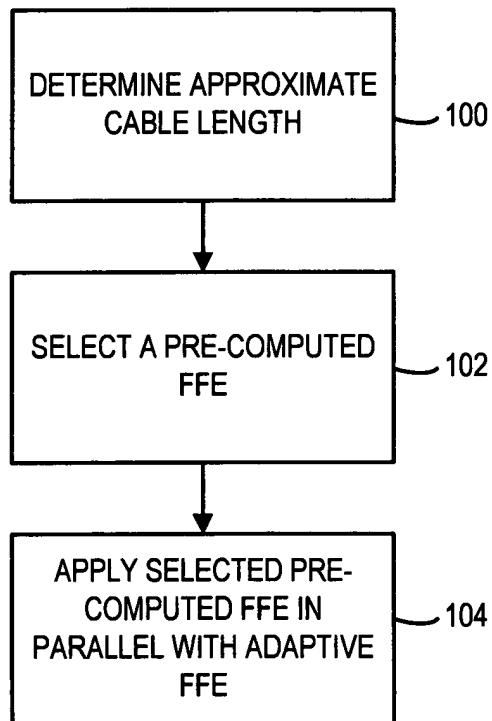 DETERMINE APPROXIMATE
CABLE LENGTH
100
SELECT A PRE-COMPUTED
FFE
102
APPLY SELECTED PRE-
COMPUTED FFE IN
PARALLEL WITH ADAPTIVE
FFE
104